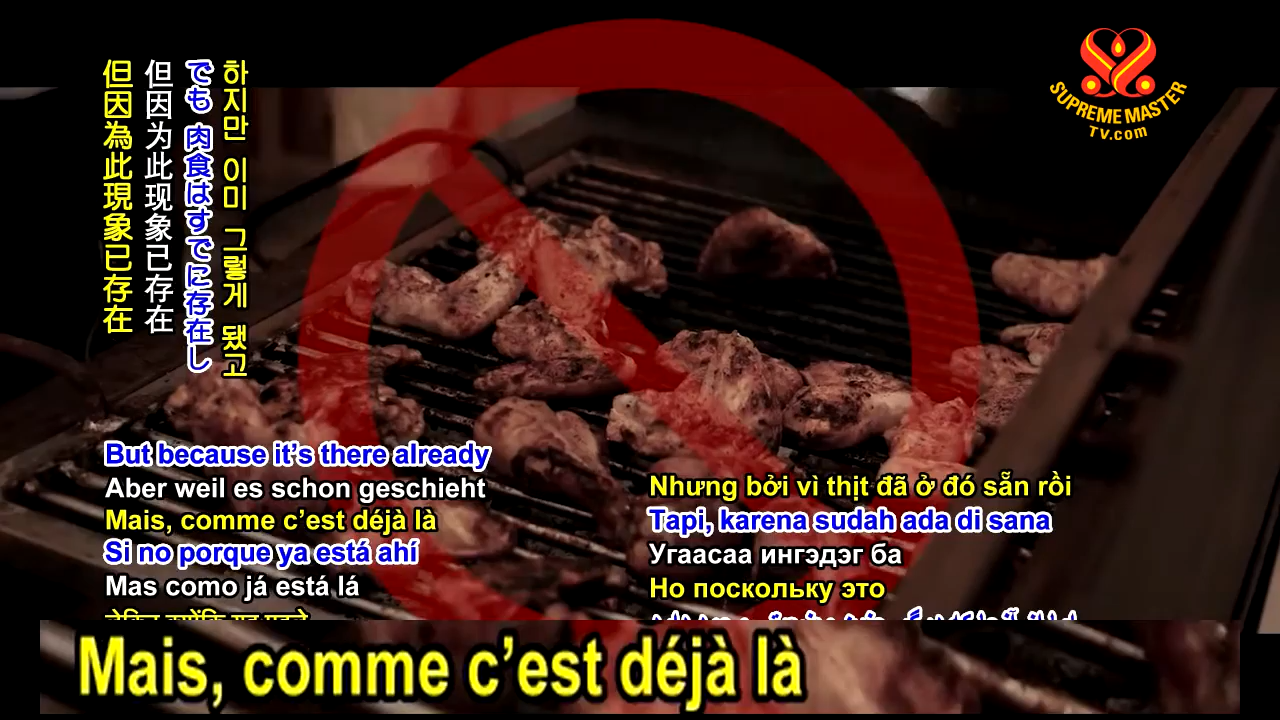 但因為此現象已存在
但因为此现象已存在
でも 肉食はすでに存在し
하지만 이미 그렇게 됐고
SUPREME MASTER
TV.com
But because it's there already
Aber weil es schon geschieht
Mais, comme c'est déjà là
Si no porque ya está ahí
Mas como já está lá
Nhưng bởi vì thịt đã ở đó sẵn rồi
Tapi, karena sudah ada di sana
Угаасаа ингэдэг ба
Но поскольку это
Mais, comme c'est déjà là